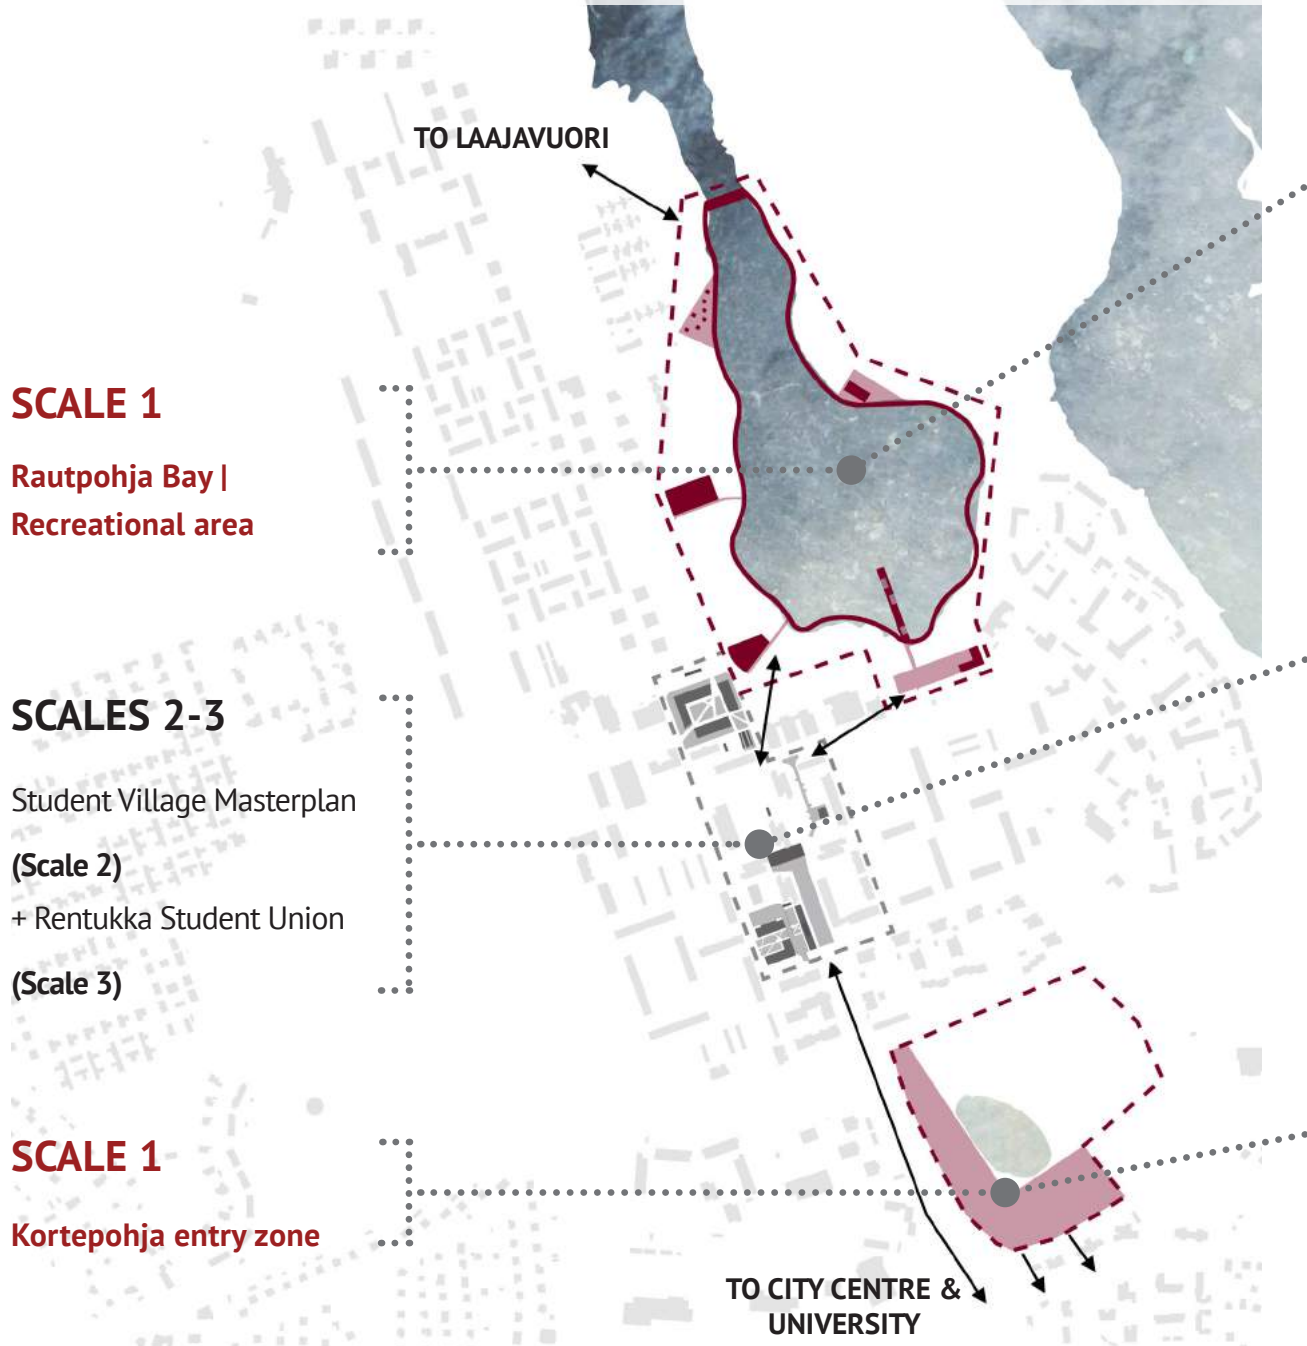 TO LAAJAVUORI
SCALE 1
Rautpohja Bay |
Recreational area
SCALES 2-3
Student Village Masterplan
(Scale 2)
+ Rentukka Student Union
(Scale 3)
SCALE 1
Kortepohja entry zone
TO CITY CENTRE &
UNIVERSITY